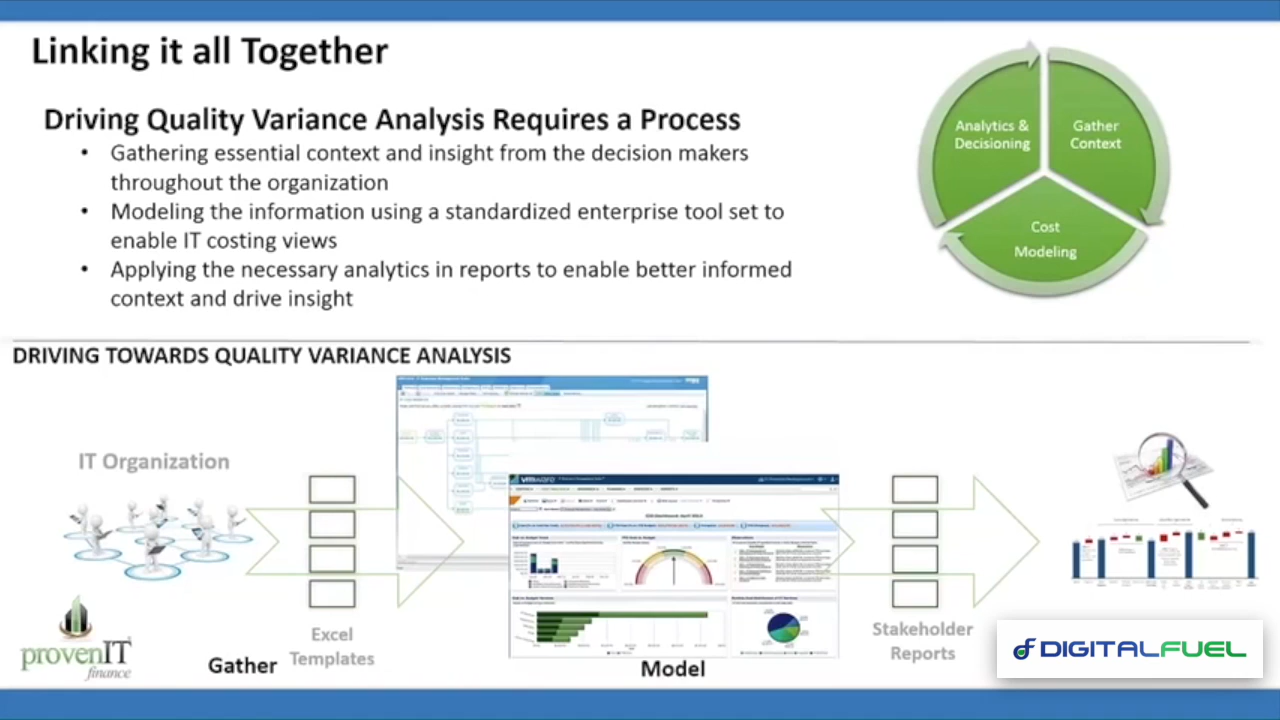 Linking it all Together
Driving Quality Variance Analysis Requires a Process
• Gathering essential context and insight from the decision makers
throughout the organization
• Modeling the information using a standardized enterprise tool set to
enable IT costing views
• Applying the necessary analytics in reports to enable better informed
context and drive insight
Analytics &
Decisioning
Gather
Context
Cost
Modeling
DRIVING TOWARDS QUALITY VARIANCE ANALYSIS
IT Organization
vmware
Excel
Templates
Stakeholder
Reports
provenIT
finance
Gather
Model
DIGITALFUEL